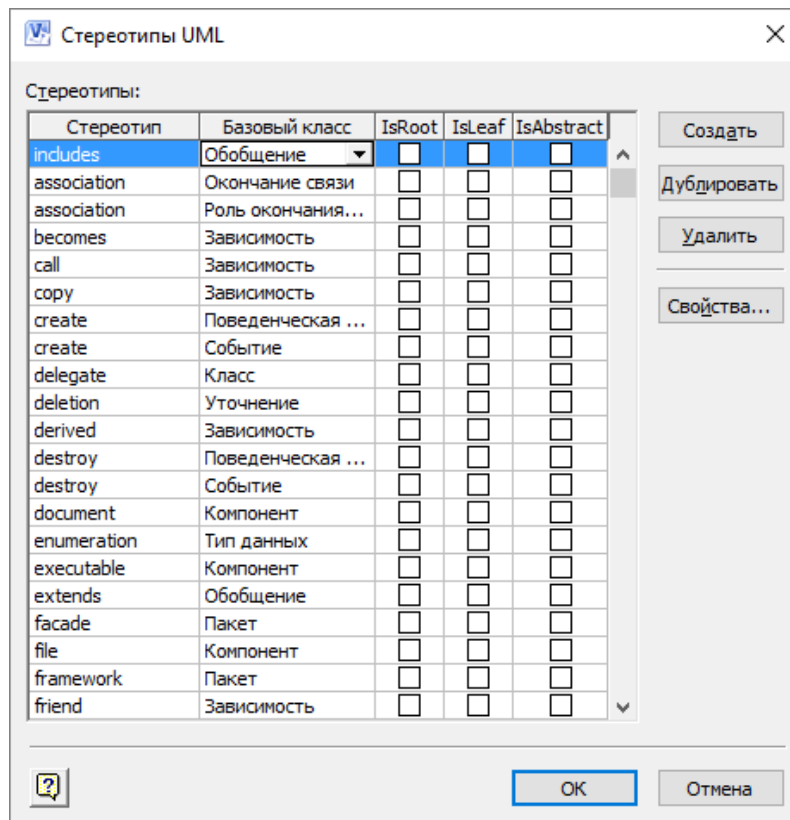 Стереотипы UML
Стереотипы:
Стереотип Базовый класс IsRoot IsLeaf IsAbstract
includes Обобщение
association Окончание связи
association Роль окончания...
becomes Зависимость
call Зависимость
copy Зависимость
create Поведенческая ...
create Событие
delegate Класс
deletion Уточнение
derived Зависимость
destroy Поведенческая ...
destroy Событие
document Компонент
enumeration Тип данных
executable Компонент
extends Обобщение
facade Пакет
file Компонент
framework Пакет
friend Зависимость
Создать
Дублировать
Удалить
Свойства...
ОК Отмена